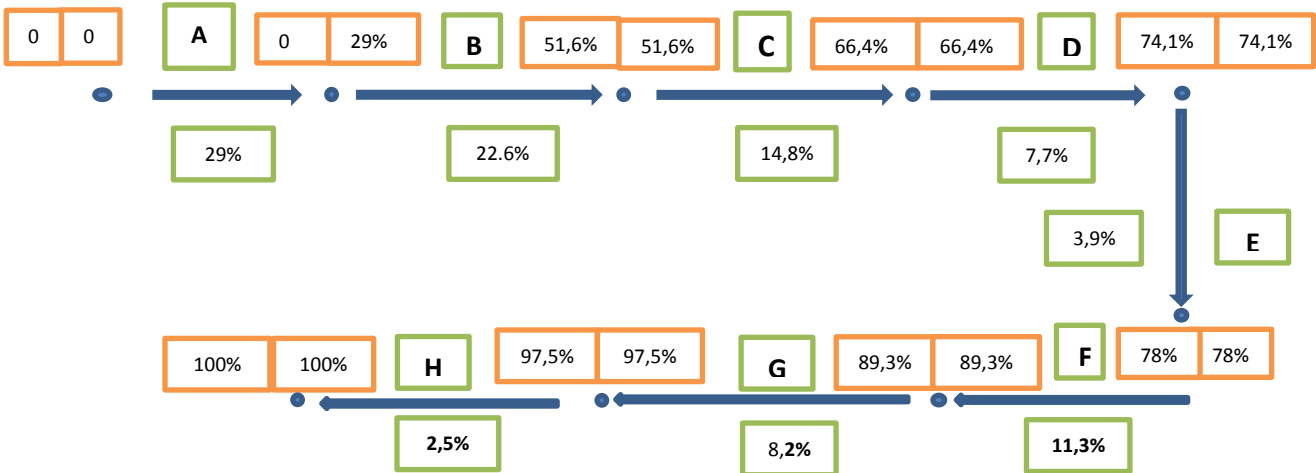 0 0 A 0 29% B 51,6% 51,6% C 66,4% 66,4% D 74,1% 74,1%
29% 22.6% 14,8% 7,7%
3,9% E
100% 100% H 97,5% 97,5% G 89,3% 89,3% F 78% 78%
2,5% 8,2% 11,3%